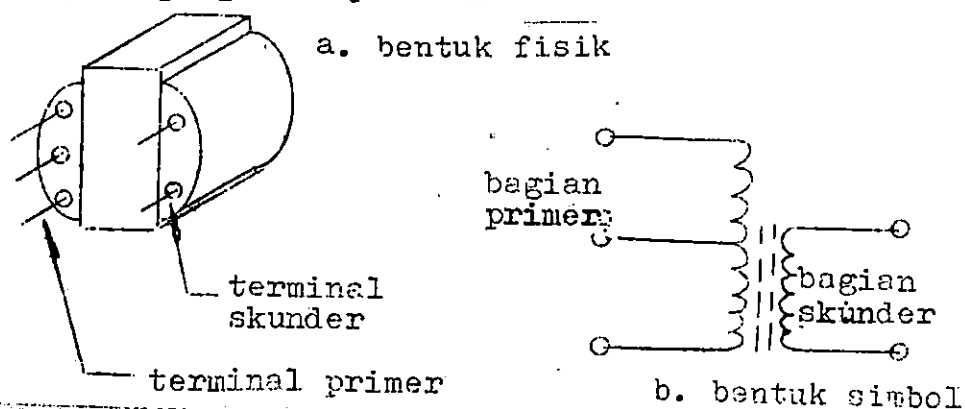 a. bentuk fisik
bagian
primer
terminal
skunder
bagian
skunder
terminal primer
b. bentuk simbol